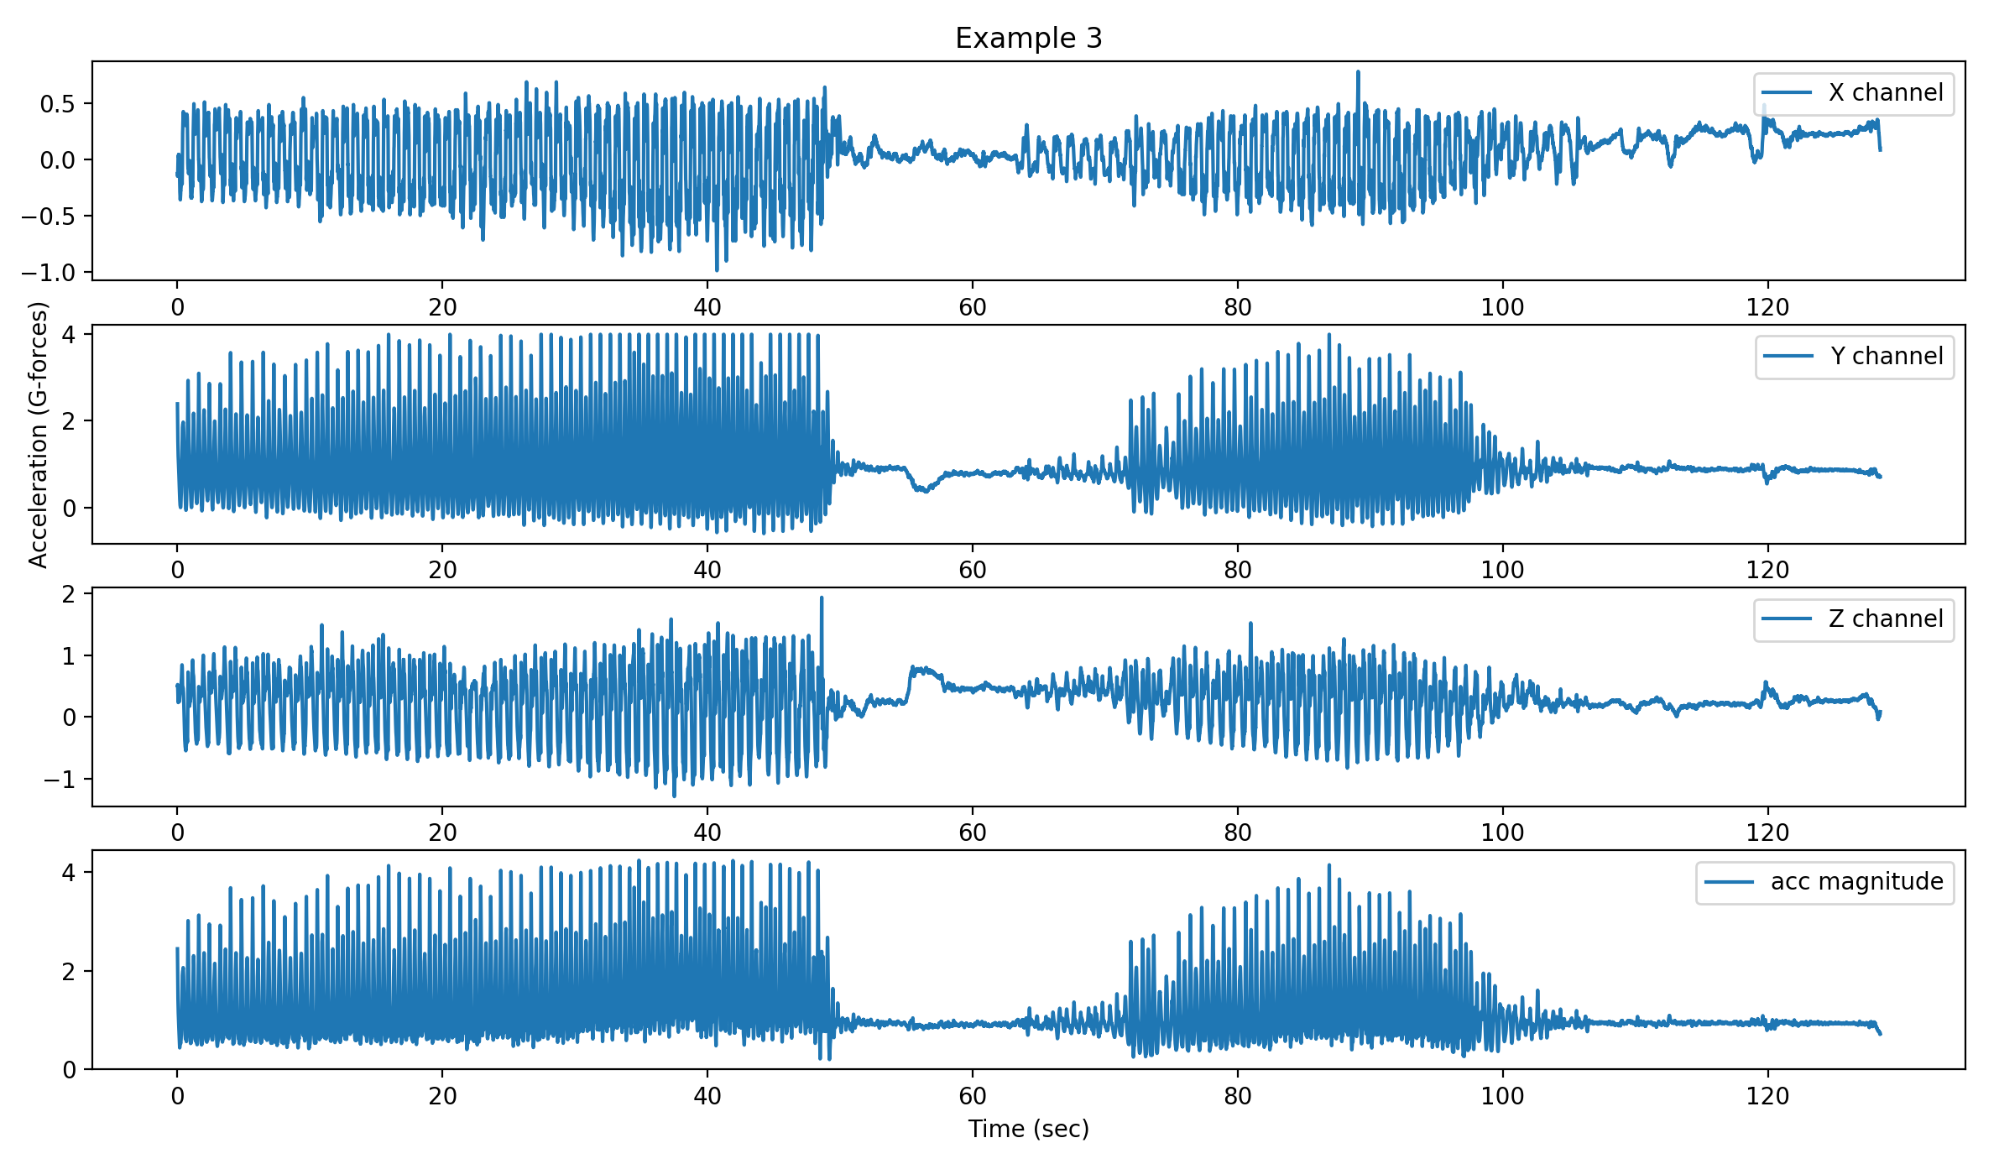 Example 3
Acceleration (G-forces)
0.5
0.0
−0.5
−1.0
X channel
0 20 40 60 80 100 120
4
2
0
Y channel
0 20 40 60 80 100 120
2
1
0
−1
Z channel
0 20 40 60 80 100 120
4
2
0
acc magnitude
0 20 40 60 80 100 120
Time (sec)